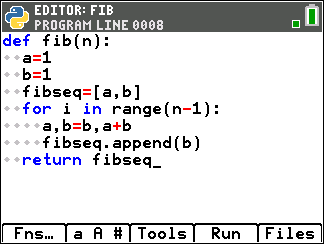 EDITOR: FIB
PROGRAM LINE 0008
def fib(n):
  a=1
  b=1
  fibseq=[a,b]
  for i in range(n-1):
    a,b=b,a+b
    fibseq.append(b)
  return fibseq_
Fns… a A # Tools Run Files